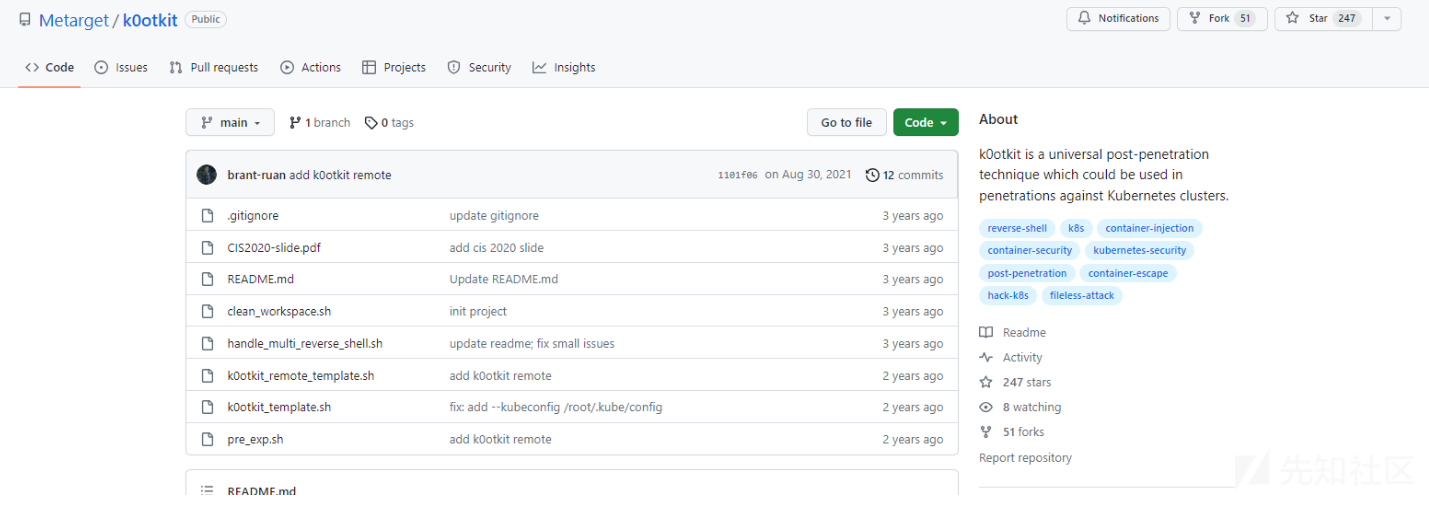 Metarget / k0otkit Public
Notifications Fork 51 Star 247
Code Issues Pull requests Actions Projects Security Insights
main 1 branch 0 tags Go to file Code
brant-ruan add k0otkit remote 1101f06 on Aug 30, 2021 12 commits
.gitignore update gitignore 3 years ago
CIS2020-slide.pdf add cis 2020 slide 3 years ago
README.md Update README.md 3 years ago
clean_workspace.sh init project 3 years ago
handle_multi_reverse_shell.sh update readme; fix small issues 3 years ago
k0otkit_remote_template.sh add k0otkit remote 2 years ago
k0otkit_template.sh fix: add --kubeconfig /root/.kube/config 2 years ago
pre_exp.sh add k0otkit remote 2 years ago
README.md
About
k0otkit is a universal post-penetration
technique which could be used in
penetrations against Kubernetes clusters.
reverse-shell k8s container-injection
container-security kubernetes-security
post-penetration container-escape
hack-k8s fileless-attack
Readme
Activity
247 stars
8 watching
51 forks
Report repository
先知社区